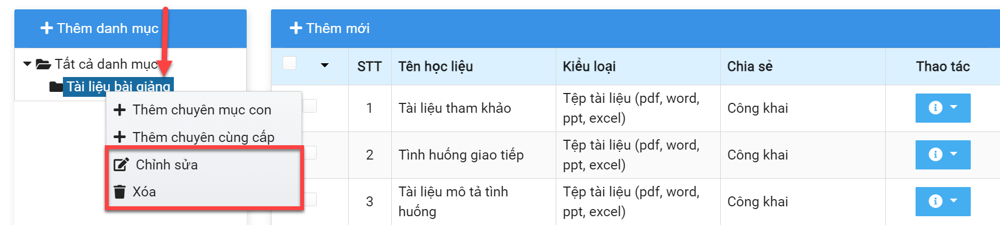 Thêm danh mục
Tất cả danh mục
Tài liệu bài giảng
Thêm chuyên mục con
Thêm chuyên cùng cấp
Chỉnh sửa
Xóa
Thêm mới
STT Tên học liệu Kiểu loại Chia sẻ Thao tác
1 Tài liệu tham khảo Tệp tài liệu (pdf, word,
ppt, excel) Công khai
2 Tình huống giao tiếp Tệp tài liệu (pdf, word,
ppt, excel) Công khai
3 Tài liệu mô tả tình
huống Tệp tài liệu (pdf, word,
ppt, excel) Công khai